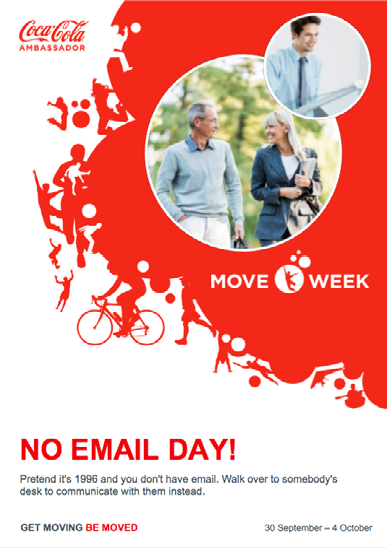 Coca-Cola
AMBASSADOR
MOVE WEEK
NO EMAIL DAY!
Pretend it's 1996 and you don't have email. Walk over to somebody's
desk to communicate with them instead.
GET MOVING BE MOVED
30 September – 4 October